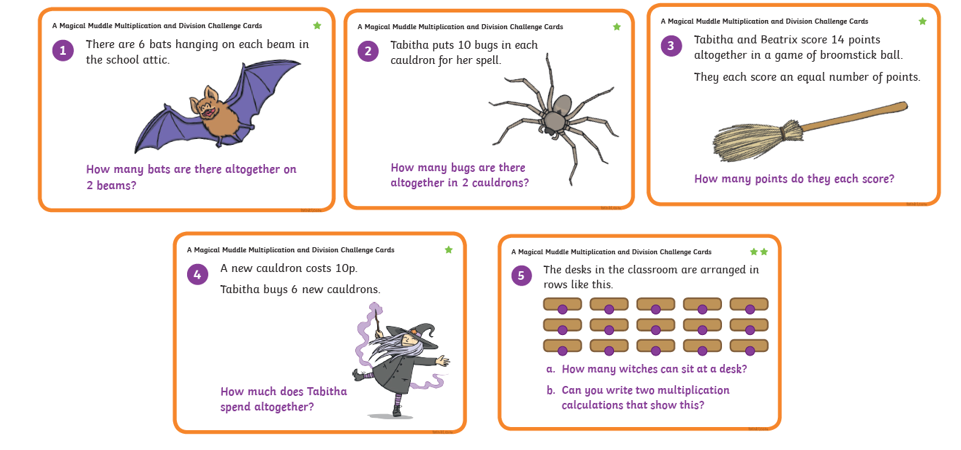 A Magical Muddle Multiplication and Division Challenge Cards
1
There are 6 bats hanging on each beam in
the school attic.
How many bats are there altogether on
2 beams?
A Magical Muddle Multiplication and Division Challenge Cards
2
Tabitha puts 10 bugs in each
cauldron for her spell.
How many bugs are there
altogether in 2 cauldrons?
A Magical Muddle Multiplication and Division Challenge Cards
3
Tabitha and Beatrix score 14 points
altogether in a game of broomstick ball.
They each score an equal number of points.
How many points do they each score?
A Magical Muddle Multiplication and Division Challenge Cards
4
A new cauldron costs 10p.
Tabitha buys 6 new cauldrons.
How much does Tabitha
spend altogether?
A Magical Muddle Multiplication and Division Challenge Cards
5
The desks in the classroom are arranged in
rows like this.
a. How many witches can sit at a desk?
b. Can you write two multiplication
calculations that show this?